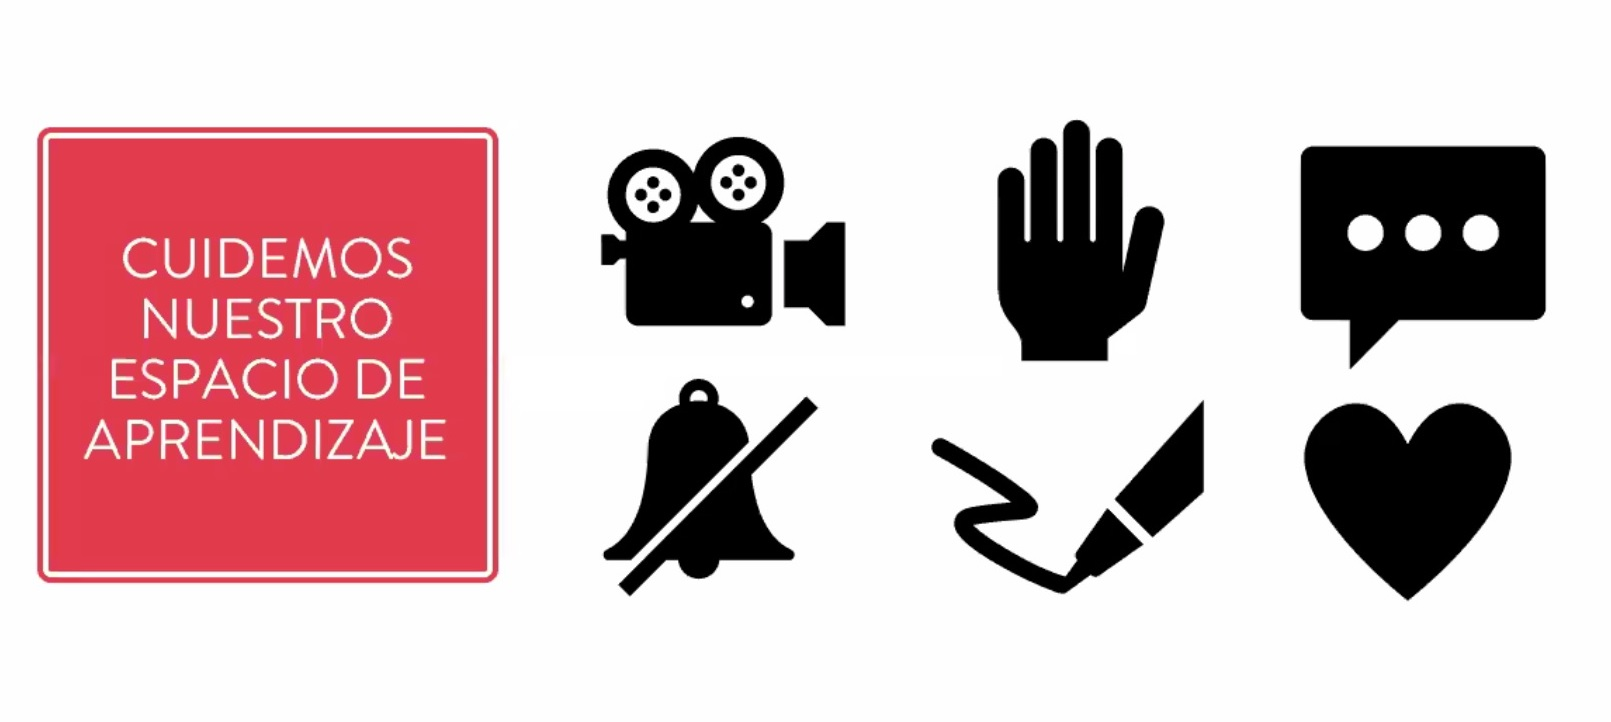 CUIDEMOS
NUESTRO
ESPACIO DE
APRENDIZAJE